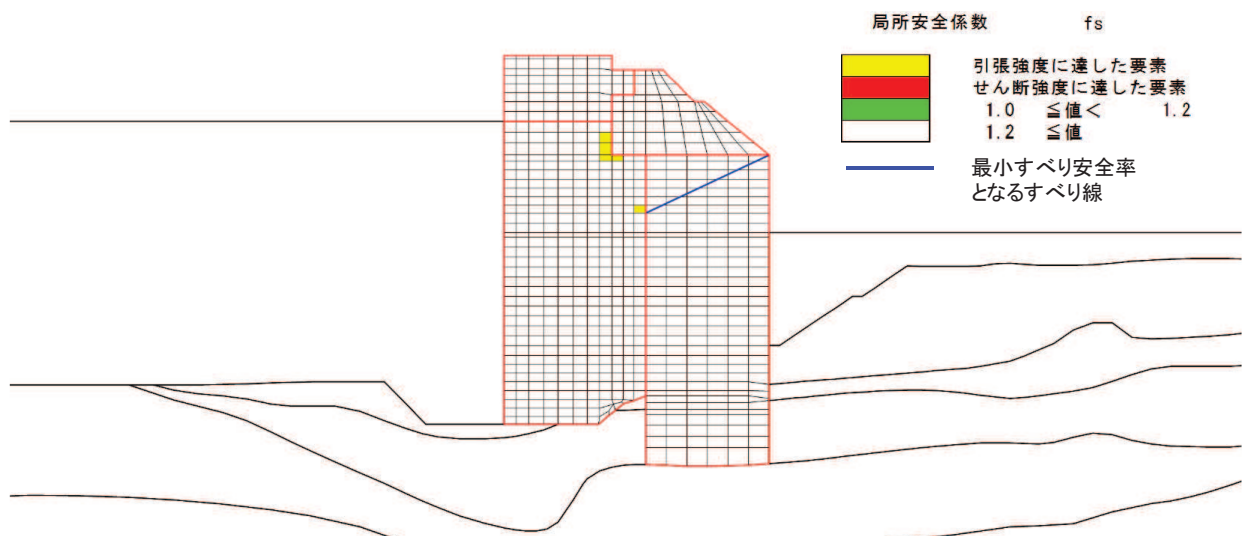 局所安全係数 fs
引張強度に達した要素
せん断強度に達した要素
1.0 ≦値< 1.2
1.2 ≦値
最小すべり安全率
となるすべり線